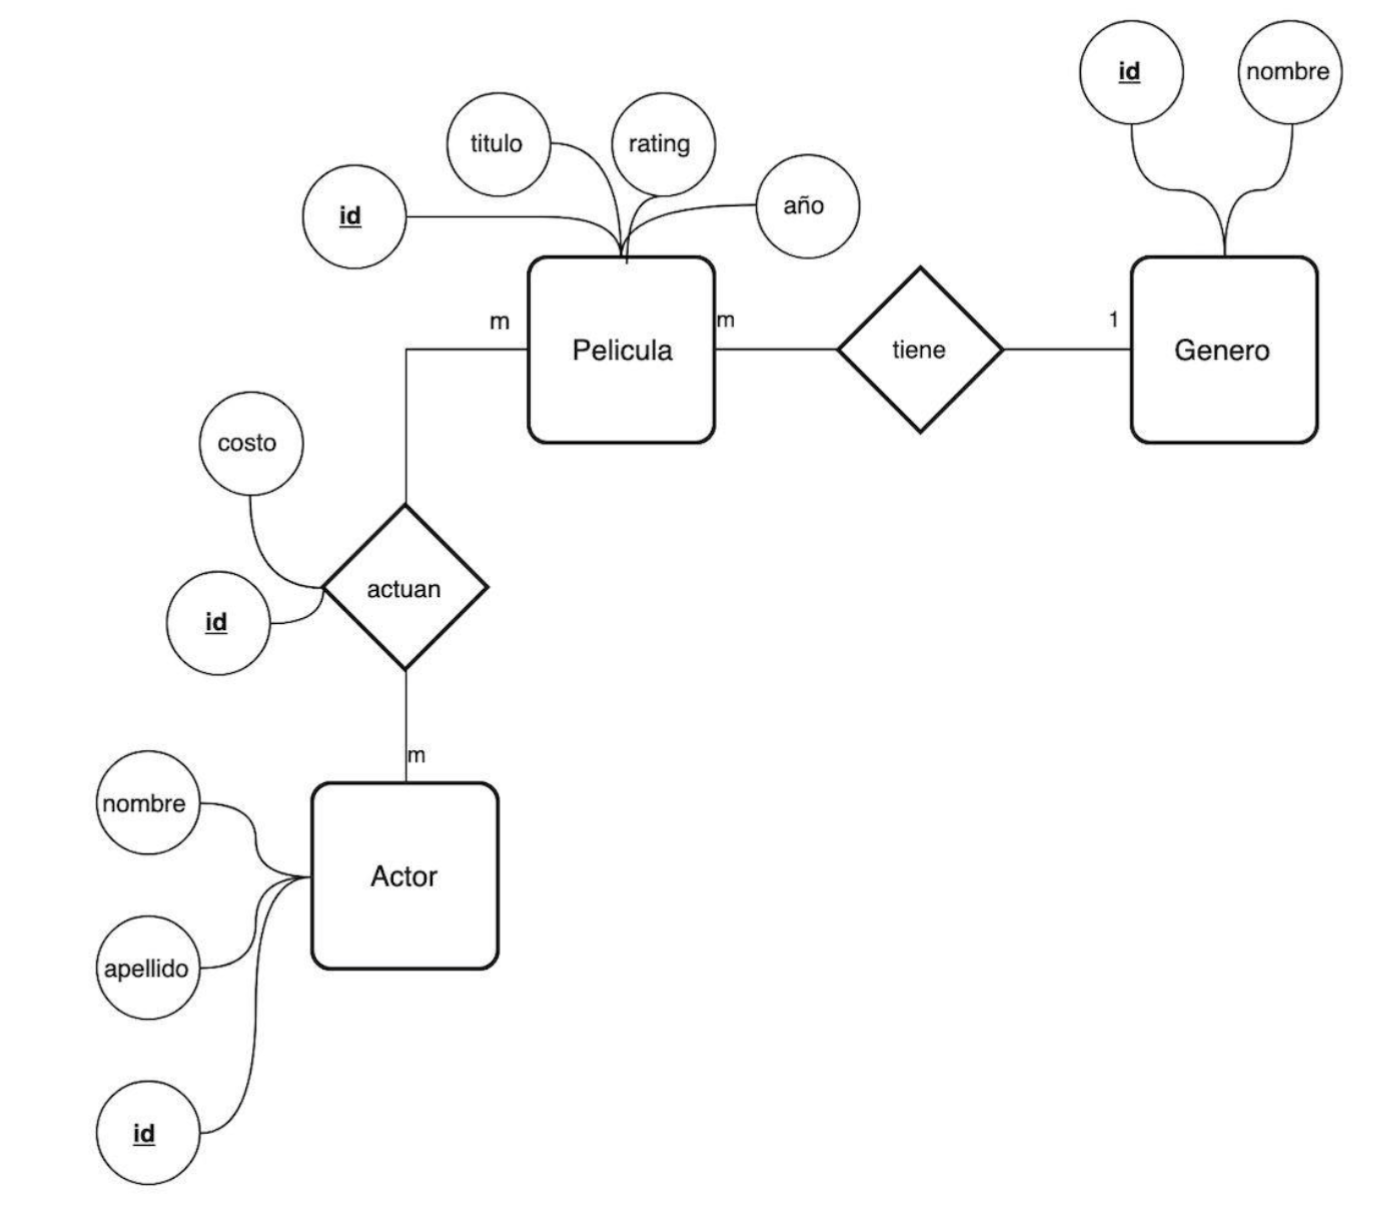 id
nombre
titulo
rating
id
año
m
Pelicula
m
tiene
1
Genero
costo
actuan
id
m
nombre
Actor
apellido
id